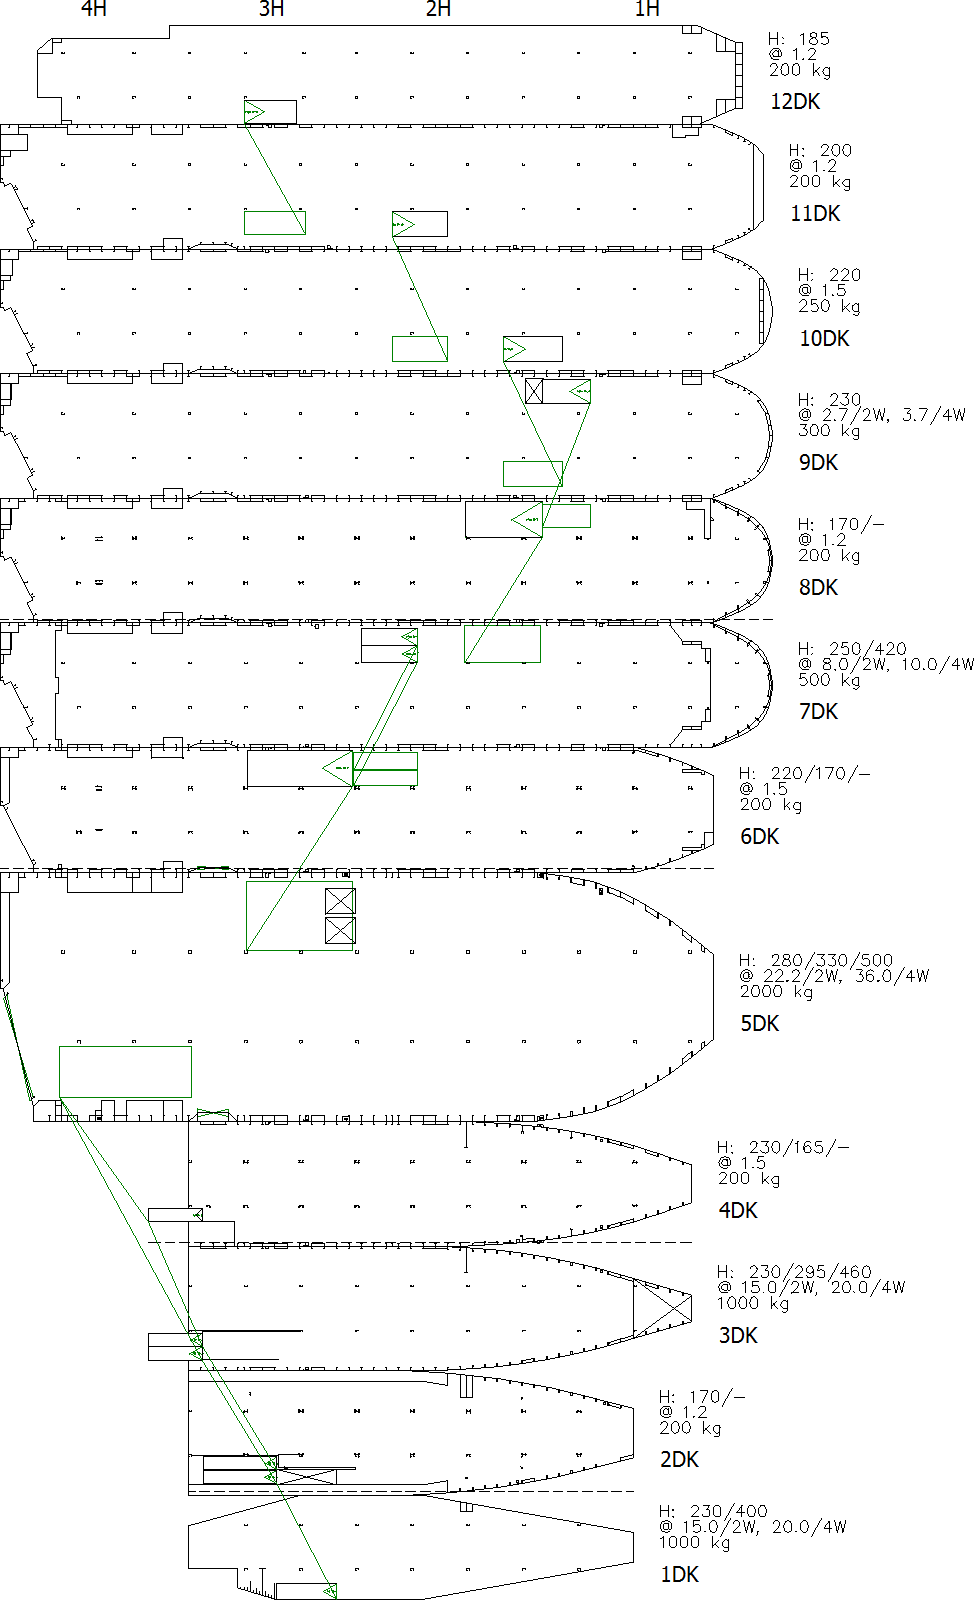 4H 3H 2H 1H
H: 185
@ 1.2
200 kg
12DK
H: 200
@ 1.2
200 kg
11DK
H: 220
@ 1.5
250 kg
10DK
H: 230
@ 2.7/2W, 3.7/4W
300 kg
9DK
H: 170/-
@ 1.2
200 kg
8DK
H: 250/420
@ 8.0/2W, 10.0/4W
500 kg
7DK
H: 220/170/-
@ 1.5
200 kg
6DK
H: 280/330/500
@ 22.2/2W, 36.0/4W
2000 kg
5DK
H: 230/165/-
@ 1.5
200 kg
4DK
H: 230/295/460
@ 15.0/2W, 20.0/4W
1000 kg
3DK
H: 170/-
@ 1.2
200 kg
2DK
H: 230/400
@ 15.0/2W, 20.0/4W
1000 kg
1DK